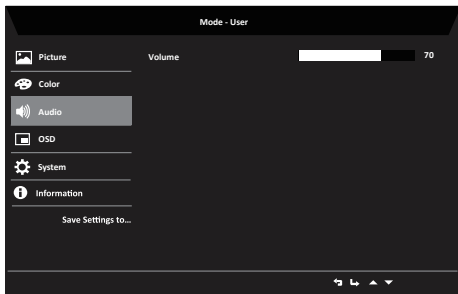 Mode - User
Picture
Volume 70
Color
Audio
OSD
System
Information
Save Settings to...